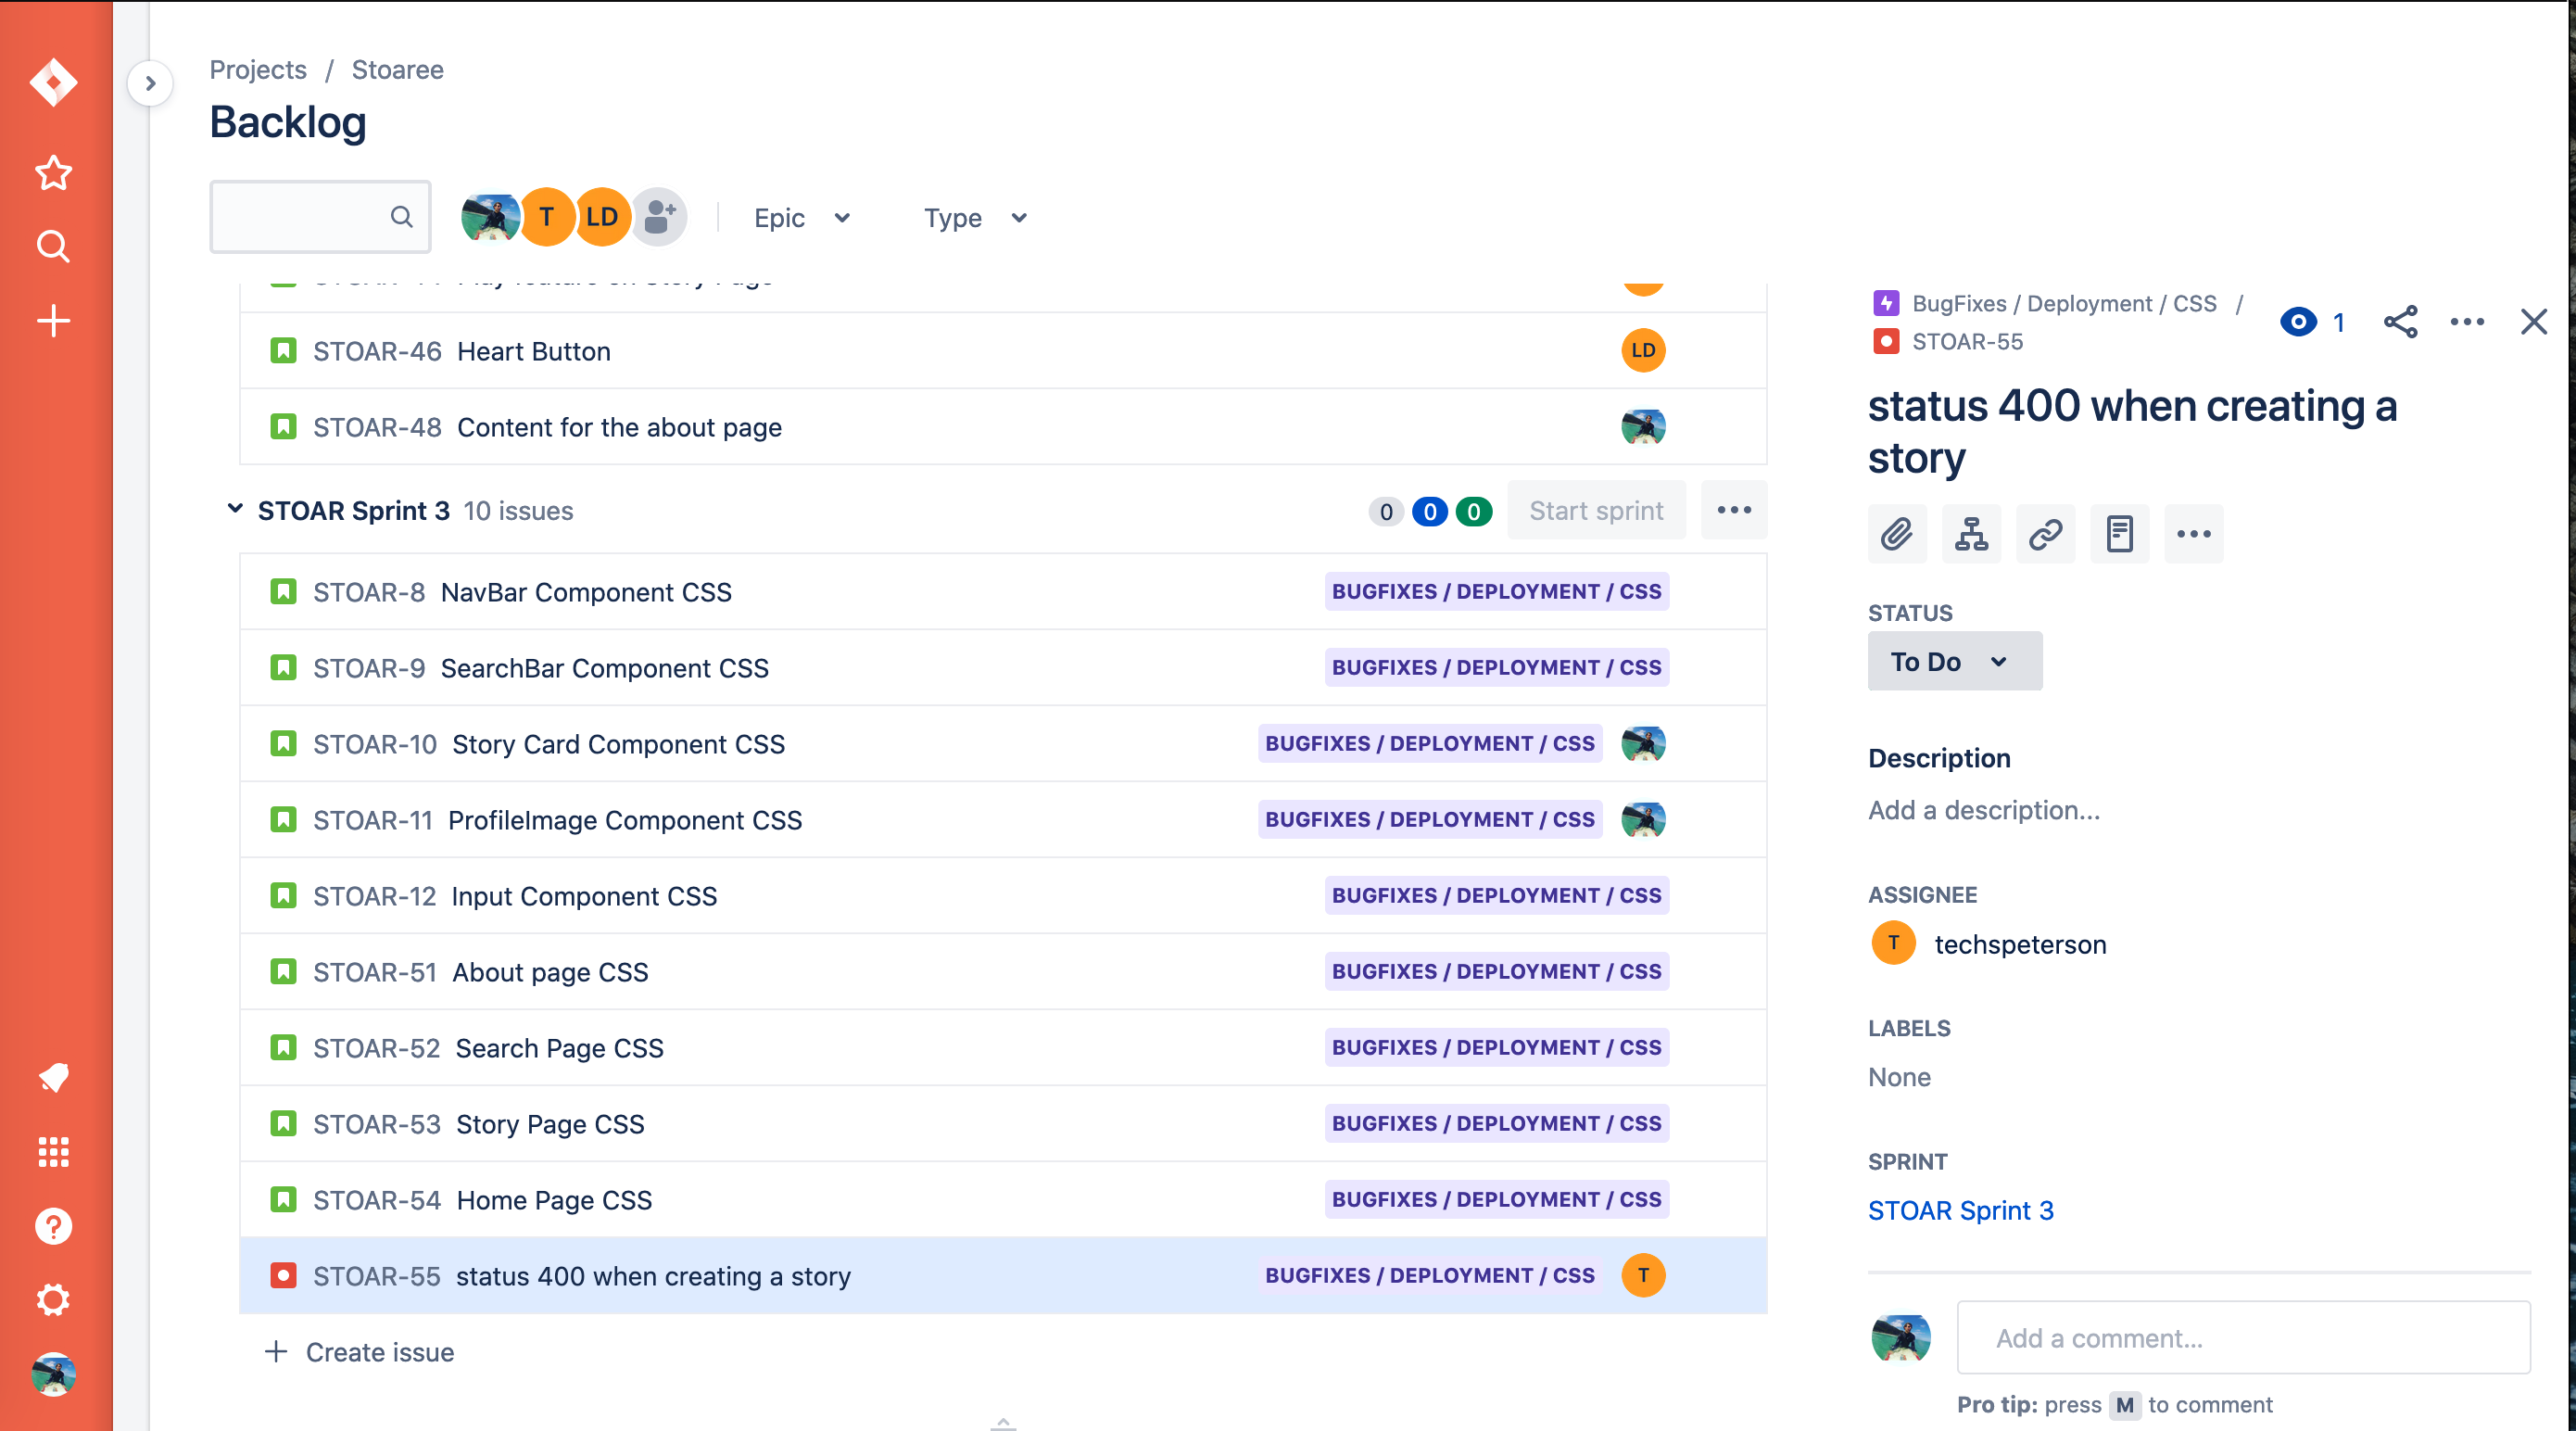 Projects / Stoaree
Backlog
T LD
Epic
Type
STOAR-46 Heart Button LD
STOAR-48 Content for the about page
STOAR Sprint 3 10 issues 0 0 0 Start sprint
STOAR-8 NavBar Component CSS BUGFIXES / DEPLOYMENT / CSS
STOAR-9 SearchBar Component CSS BUGFIXES / DEPLOYMENT / CSS
STOAR-10 Story Card Component CSS BUGFIXES / DEPLOYMENT / CSS
STOAR-11 ProfileImage Component CSS BUGFIXES / DEPLOYMENT / CSS
STOAR-12 Input Component CSS BUGFIXES / DEPLOYMENT / CSS
STOAR-51 About page CSS BUGFIXES / DEPLOYMENT / CSS
STOAR-52 Search Page CSS BUGFIXES / DEPLOYMENT / CSS
STOAR-53 Story Page CSS BUGFIXES / DEPLOYMENT / CSS
STOAR-54 Home Page CSS BUGFIXES / DEPLOYMENT / CSS
STOAR-55 status 400 when creating a story BUGFIXES / DEPLOYMENT / CSS T
Create issue
BugFixes / Deployment / CSS /
STOAR-55
1
status 400 when creating a
story
STATUS
To Do
Description
Add a description...
ASSIGNEE
T techspeterson
LABELS
None
SPRINT
STOAR Sprint 3
Add a comment...
Pro tip: press M to comment